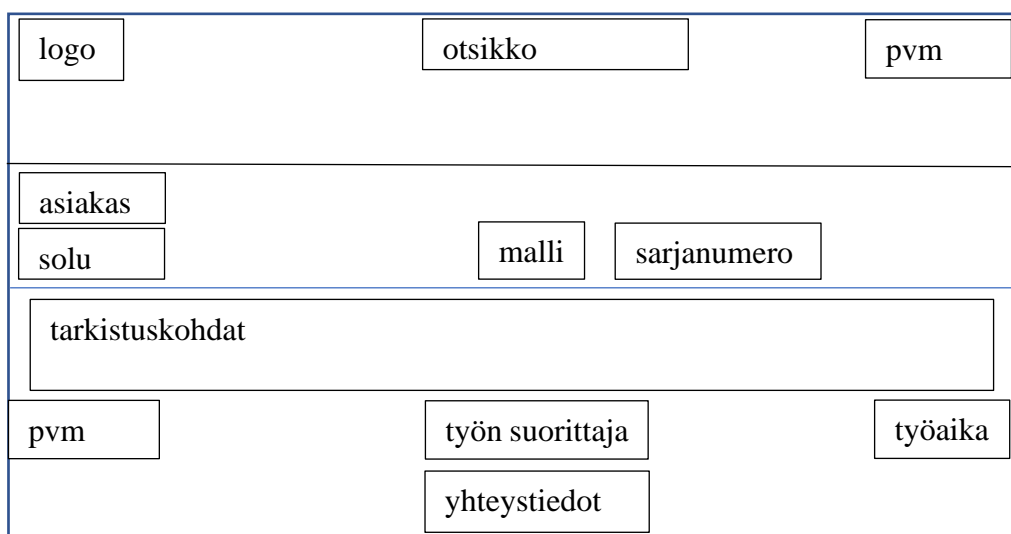 logo otsikko pvm
asiakas
solu malli sarjanumero
tarkistuskohdat
pvm työn suorittaja työaika
yhteystiedot